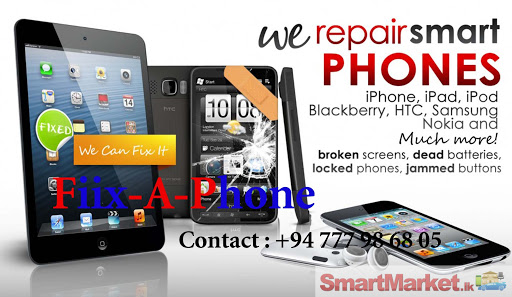 we repair smart
PHONES
iPhone, iPad, iPod
Blackberry, HTC, Samsung
Nokia and
Much more!
broken screens, dead batteries,
locked phones, jammed buttons
FIXED
We Can Fix It
Fiix-A-Phone
Contact : +94 777 98 68 05
SmartMarket.lk